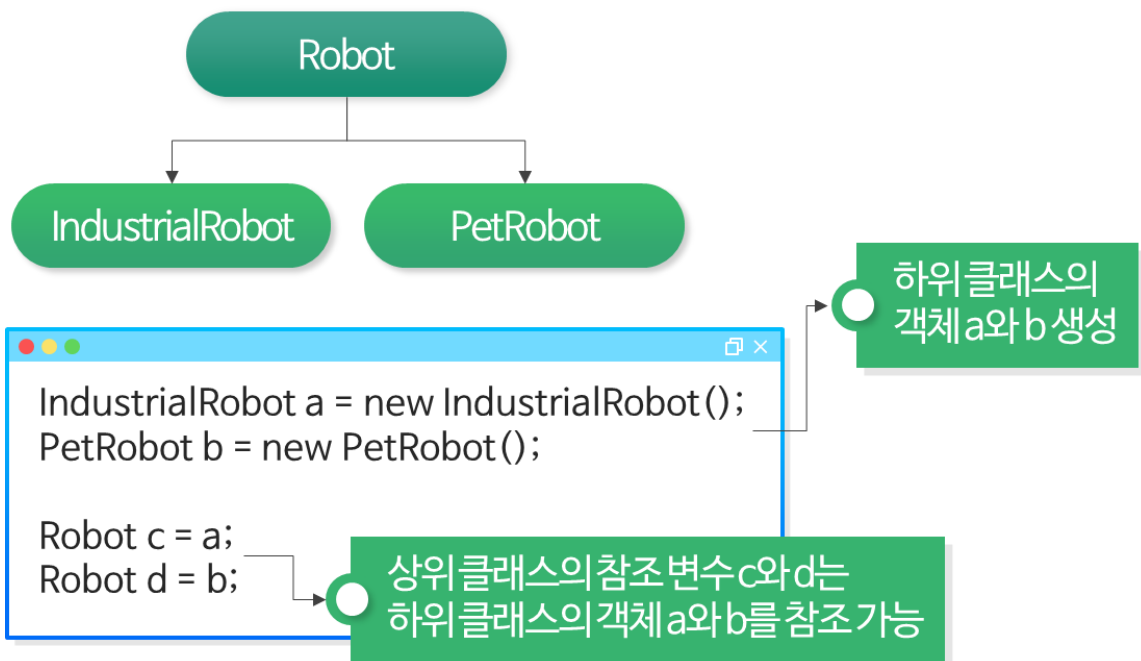 Robot
IndustrialRobot
PetRobot
하위 클래스의
객체 a와 b 생성
IndustrialRobot a = new IndustrialRobot();
PetRobot b = new PetRobot();
Robot c = a;
Robot d = b;
상위 클래스의 참조 변수 c와 d는
하위 클래스의 객체 a와 b를 참조 가능